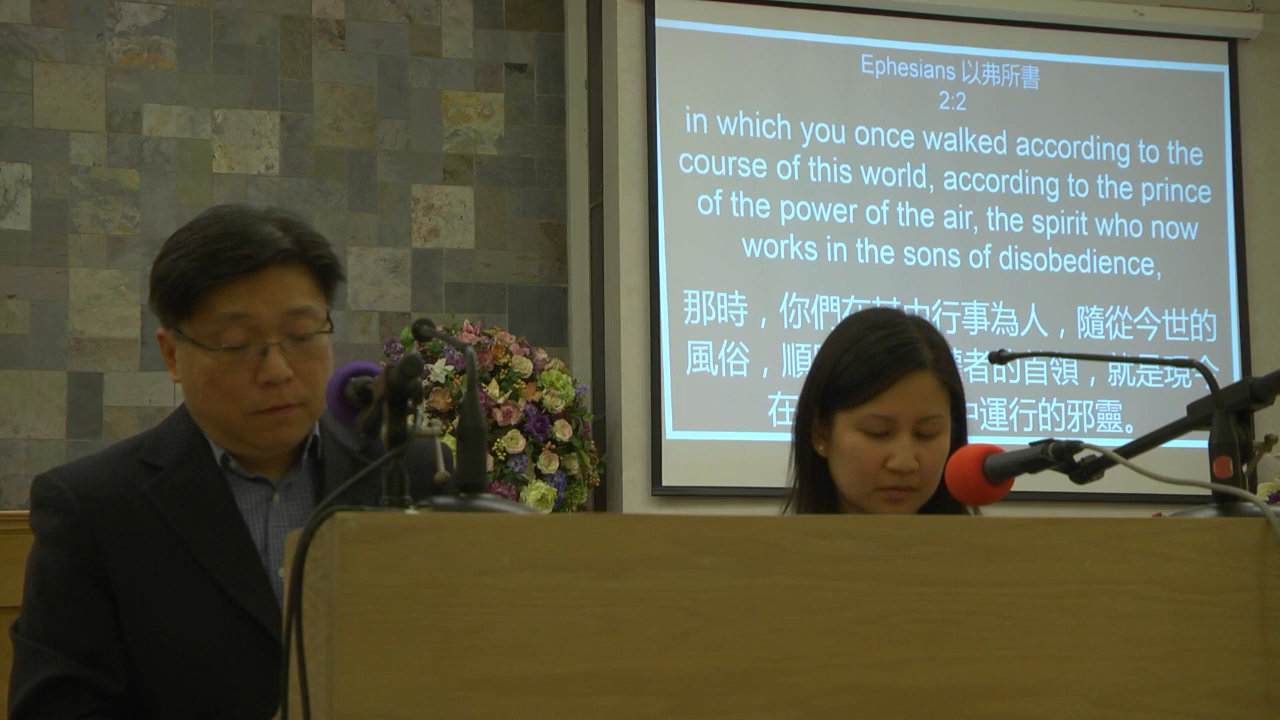 Ephesians 以弗所書
2:2
in which you once walked according to the
course of this world, according to the prince
of the power of the air, the spirit who now
works in the sons of disobedience,
那時，你們在其中行事為人，隨從今世的
風俗，順 者的首領，就是現今
在 中運行的邪靈。